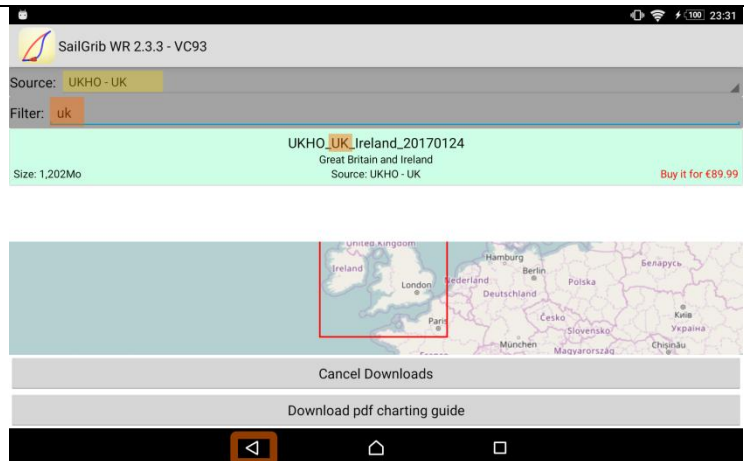 100 23:31
SailGrib WR 2.3.3 - VC93
Source: UKHO - UK
Filter: uk
UKHO_UK_Ireland_20170124
Great Britain and Ireland
Size: 1,202Mo Source: UKHO - UK Buy it for €89.99
United Kingdom
Ireland
Hamburg
Беларусь
Berlin
London
Nederland
Polska
Deutschland
Paris
Česko
Київ
Slovensko
Україна
München
Chișinău
Magyarország
Cancel Downloads
Download pdf charting guide